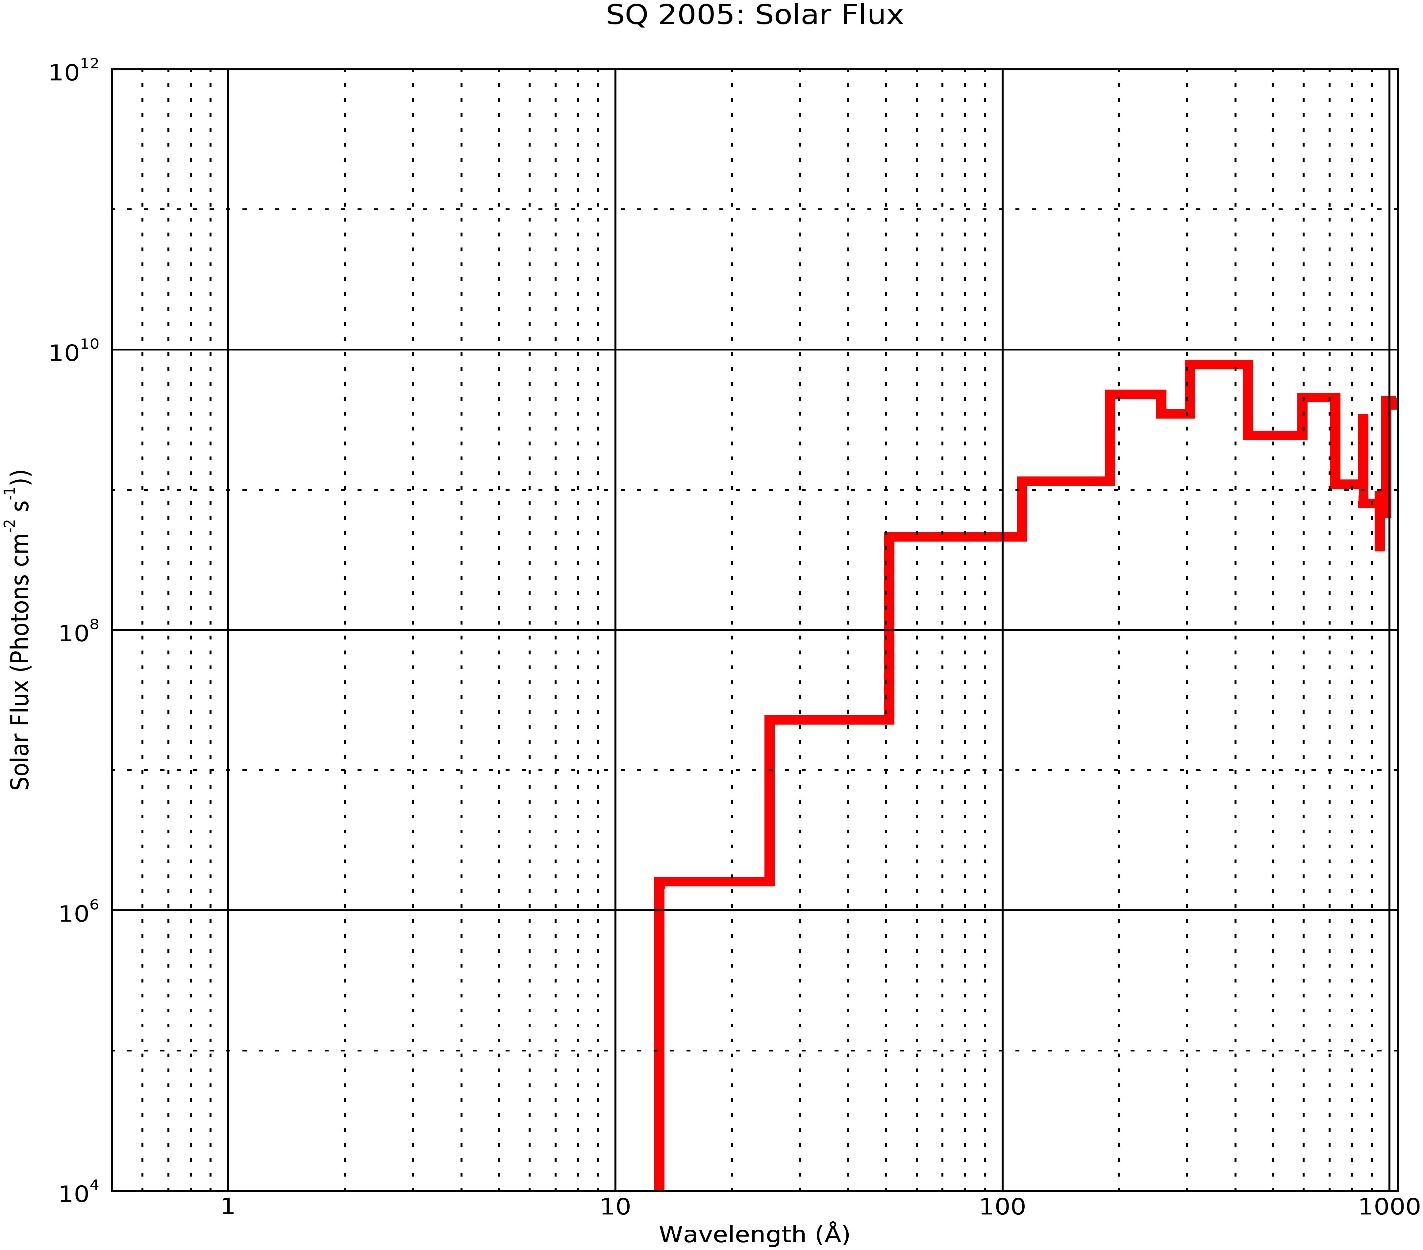 SQ 2005: Solar Flux
Solar Flux (Photons cm⁻² s⁻¹))
10¹²
10¹⁰
10⁸
10⁶
10⁴
1 10 100 1000
Wavelength (Å)